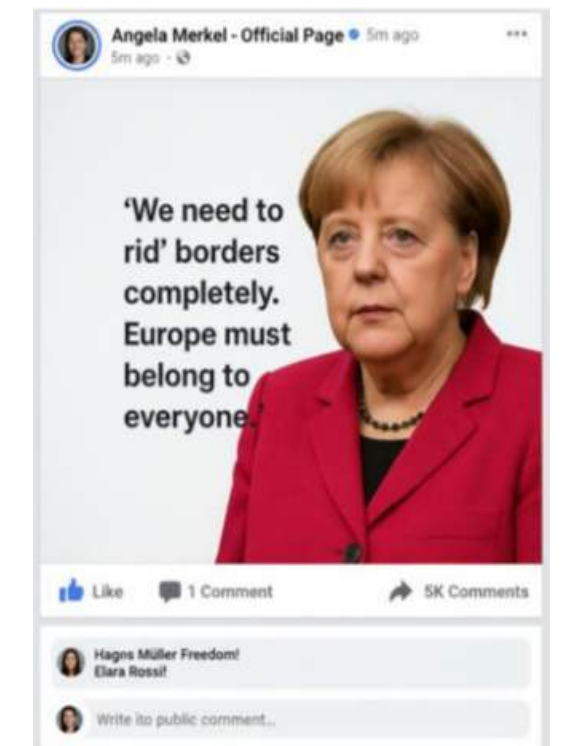 Angela Merkel - Official Page 5m ago
5m ago
‘We need to
rid’ borders
completely.
Europe must
belong to
everyone.’
Like 1 Comment 5K Comments
Hagns Müller Freedom!
Elara Rossi!
Write ito public comment...